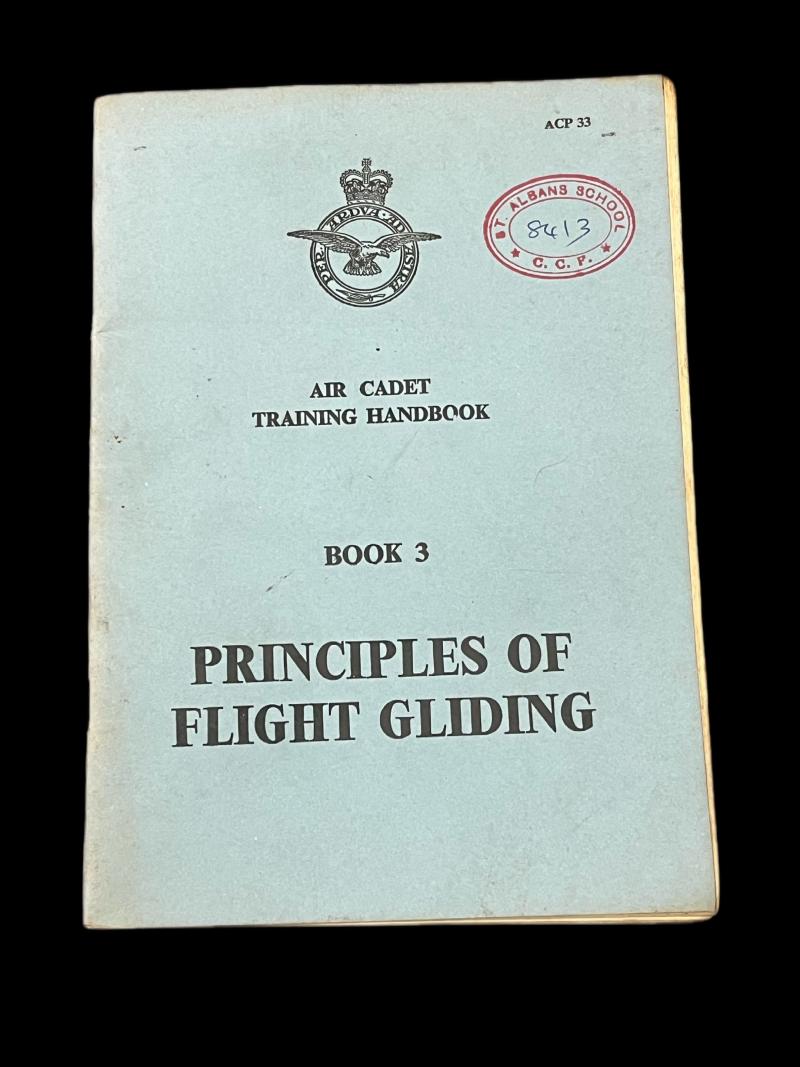 ACP 33
PER · ARDVA · AD ASTRA
ST. ALBANS SCHOOL
8413
★ C. C. F. ★
AIR CADET
TRAINING HANDBOOK
BOOK 3
PRINCIPLES OF
FLIGHT GLIDING